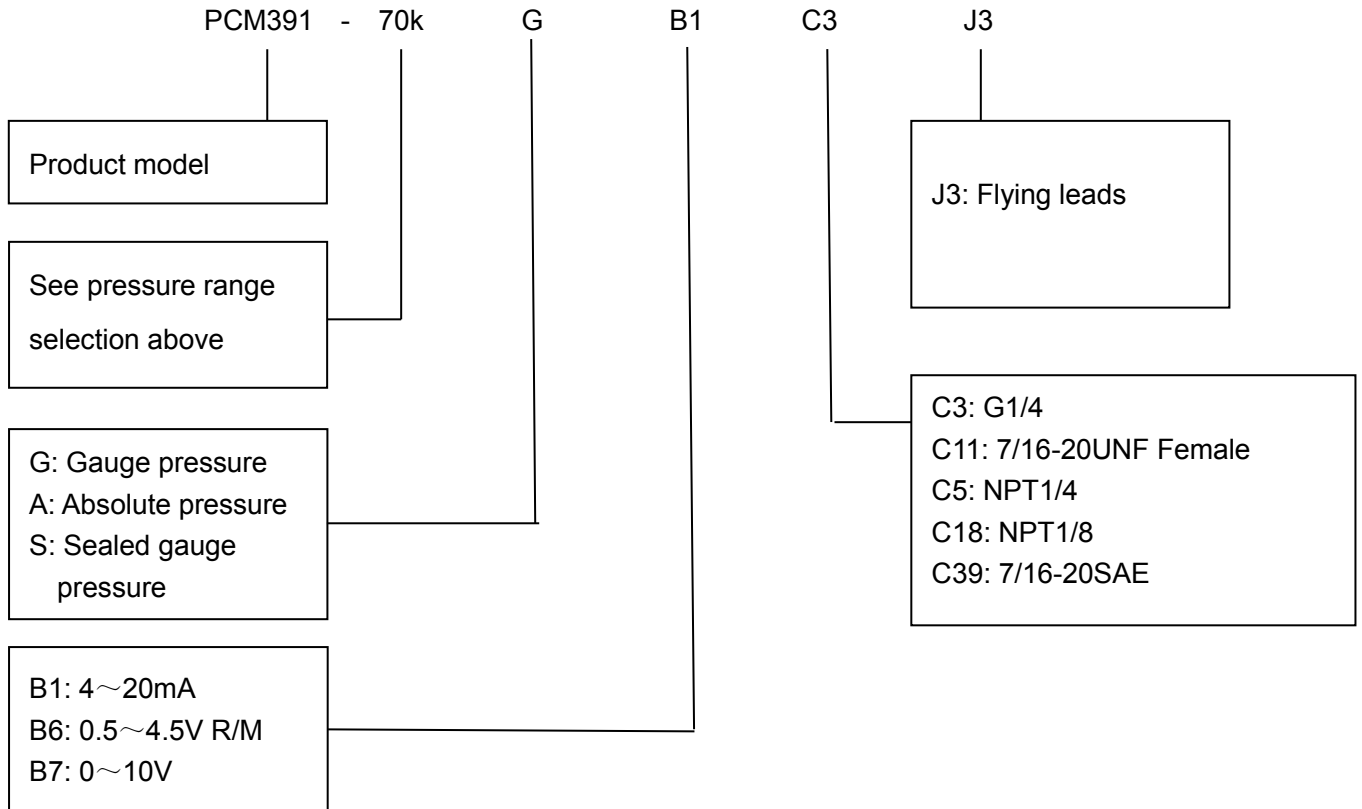 PCM391 - 70k G B1 C3 J3
Product model
See pressure range
selection above
G: Gauge pressure
A: Absolute pressure
S: Sealed gauge
pressure
B1: 4～20mA
B6: 0.5～4.5V R/M
B7: 0～10V
J3: Flying leads
C3: G1/4
C11: 7/16-20UNF Female
C5: NPT1/4
C18: NPT1/8
C39: 7/16-20SAE